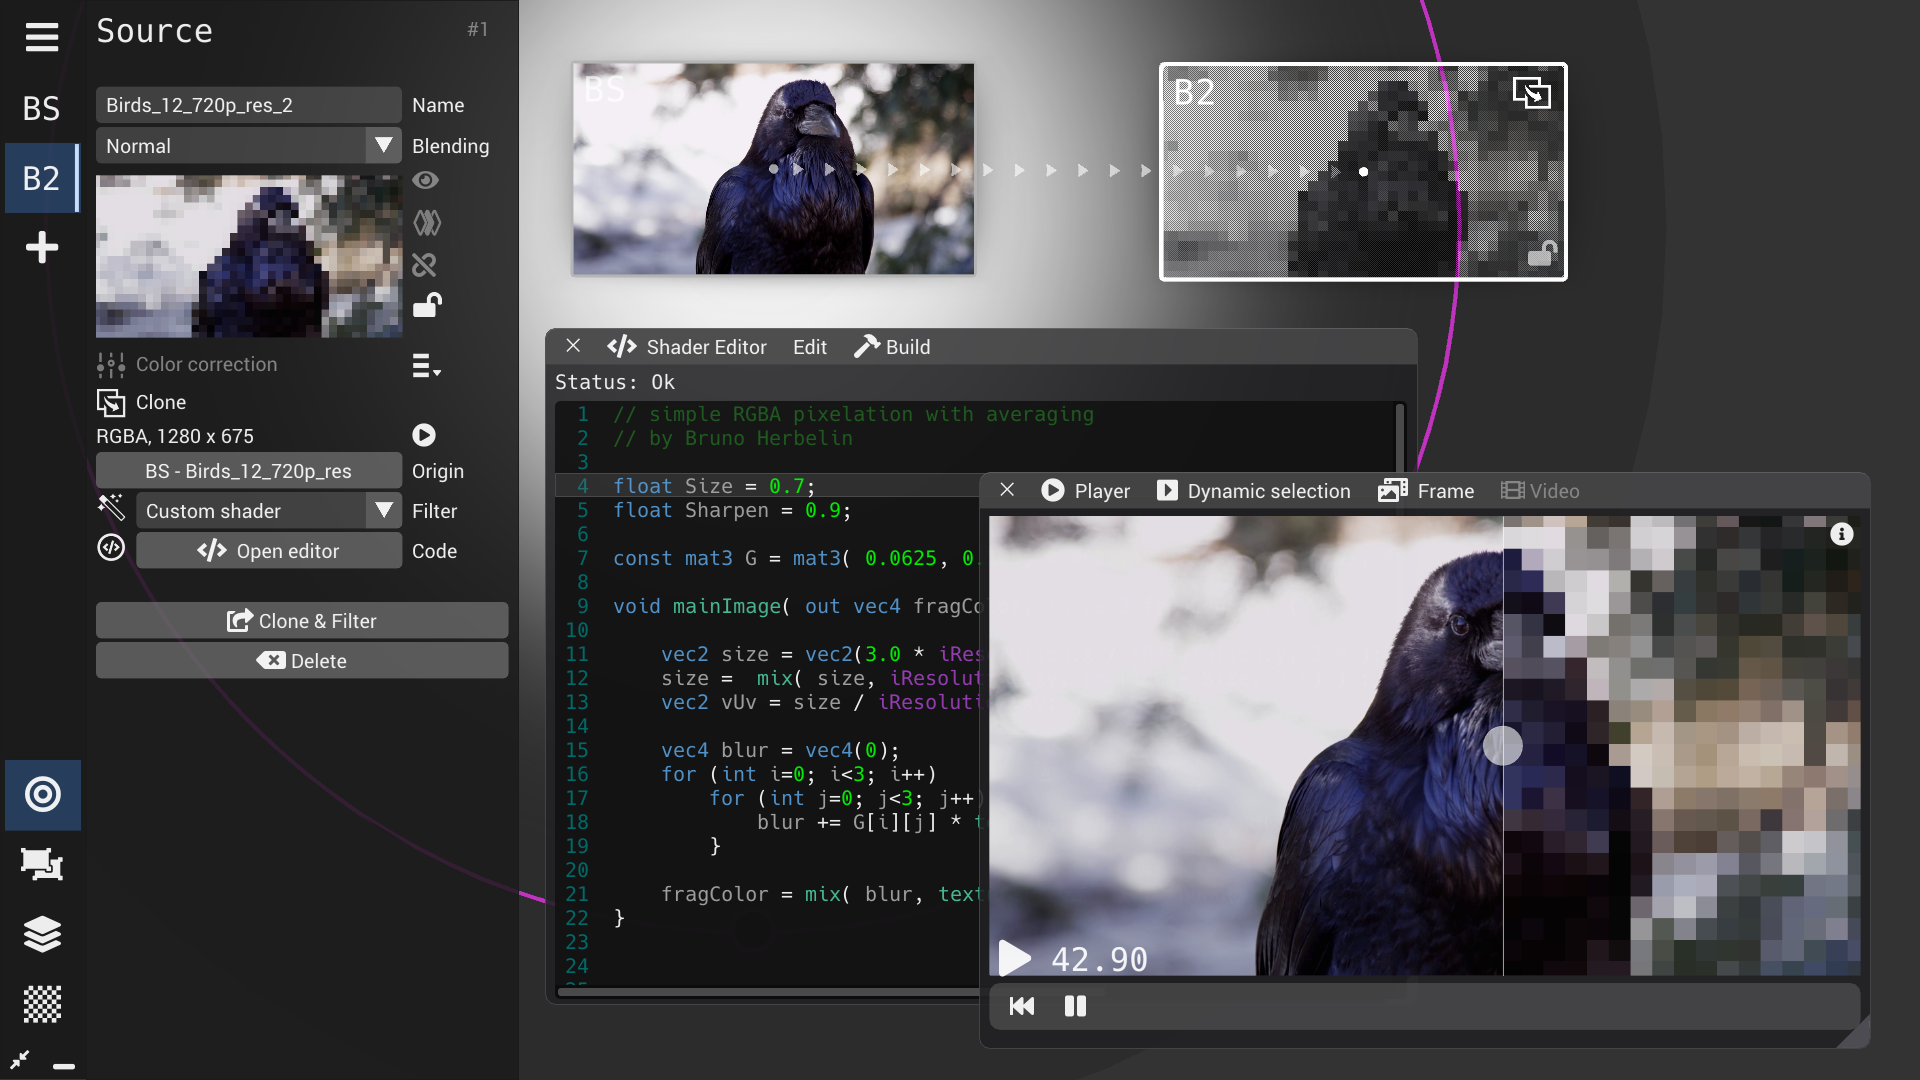 Source
#1
BS
B2
Birds_12_720p_res_2
Name
Normal
Blending
Color correction
Clone
RGBA, 1280 x 675
BS - Birds_12_720p_res
Origin
Custom shader
Filter
Open editor
Code
Clone & Filter
Delete
BS
B2
Shader Editor
Edit
Build
Status: Ok
1 // simple RGBA pixelation with averaging
2 // by Bruno Herbelin
3
4 float Size = 0.7;
5 float Sharpen = 0.9;
6
7 const mat3 G = mat3( 0.0625, 0.
8
9 void mainImage( out vec4 fragCo
10
11 vec2 size = vec2(3.0 * iRes
12 size =  mix( size, iResolut
13 vec2 vUv = size / iResoluti
14
15 vec4 blur = vec4(0);
16 for (int i=0; i<3; i++)
17 for (int j=0; j<3; j++)
18 blur += G[i][j] * t
19 }
20
21 fragColor = mix( blur, text
22 }
23
24
Player
Dynamic selection
Frame
Video
42.90